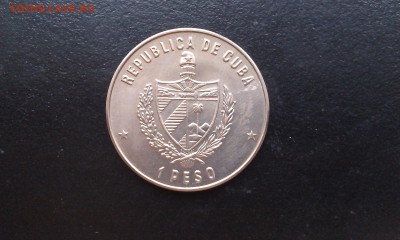 REPUBLICA DE CUBA
1 PESO